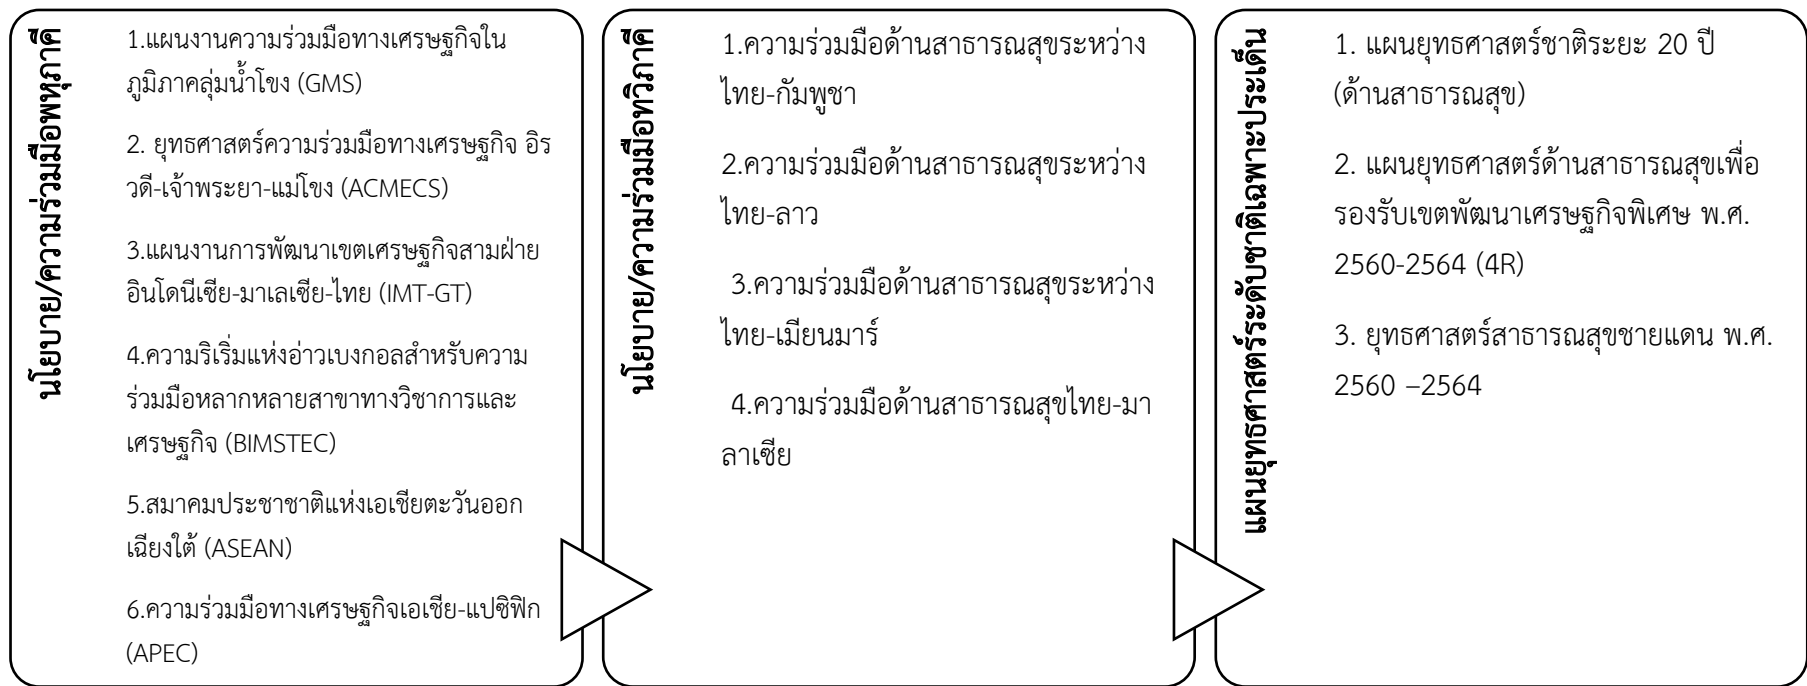 นโยบาย/ความร่วมมือพหุภาคี
1.แผนงานความร่วมมือทางเศรษฐกิจใน
ภูมิภาคลุ่มน้ำโขง (GMS)
2. ยุทธศาสตร์ความร่วมมือทางเศรษฐกิจ อิร
วดี-เจ้าพระยา-แม่โขง (ACMECS)
3.แผนงานการพัฒนาเขตเศรษฐกิจสามฝ่าย
อินโดนีเซีย-มาเลเซีย-ไทย (IMT-GT)
4.ความริเริ่มแห่งอ่าวเบงกอลสำหรับความ
ร่วมมือหลากหลายสาขาทางวิชาการและ
เศรษฐกิจ (BIMSTEC)
5.สมาคมประชาชาติแห่งเอเชียตะวันออก
เฉียงใต้ (ASEAN)
6.ความร่วมมือทางเศรษฐกิจเอเชีย-แปซิฟิก
(APEC)
นโยบาย/ความร่วมมือทวิภาคี
1.ความร่วมมือด้านสาธารณสุขระหว่าง
ไทย-กัมพูชา
2.ความร่วมมือด้านสาธารณสุขระหว่าง
ไทย-ลาว
3.ความร่วมมือด้านสาธารณสุขระหว่าง
ไทย-เมียนมาร์
4.ความร่วมมือด้านสาธารณสุขไทย-มา
ลาเซีย
แผนยุทธศาสตร์ระดับชาติเฉพาะประเด็น
1. แผนยุทธศาสตร์ชาติระยะ 20 ปี
(ด้านสาธารณสุข)
2. แผนยุทธศาสตร์ด้านสาธารณสุขเพื่อ
รองรับเขตพัฒนาเศรษฐกิจพิเศษ พ.ศ.
2560-2564 (4R)
3. ยุทธศาสตร์สาธารณสุขชายแดน พ.ศ.
2560 –2564